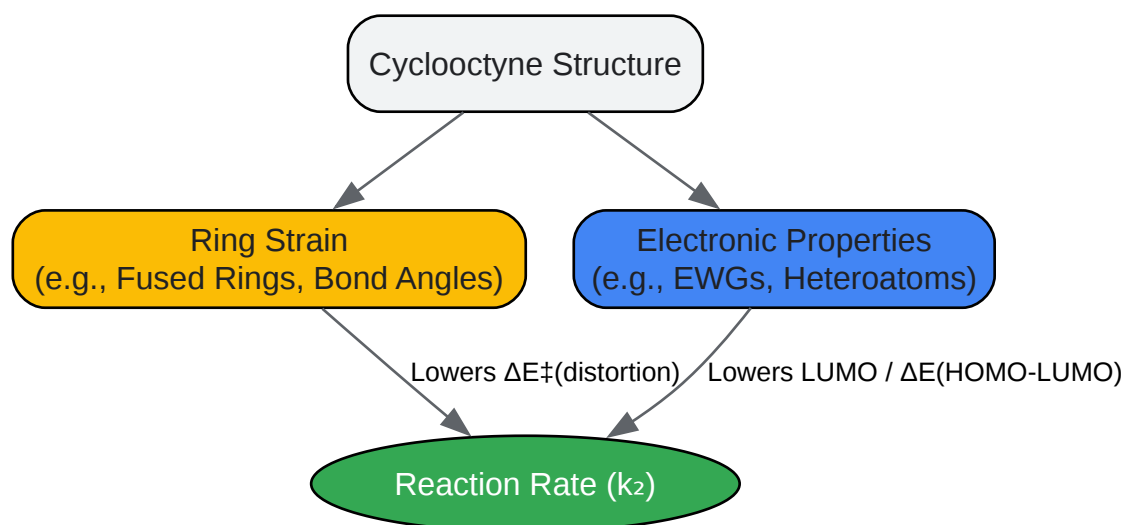 Cyclooctyne Structure
Ring Strain
(e.g., Fused Rings, Bond Angles)
Electronic Properties
(e.g., EWGs, Heteroatoms)
Lowers ΔE‡(distortion)
Lowers LUMO / ΔE(HOMO-LUMO)
Reaction Rate (k₂)